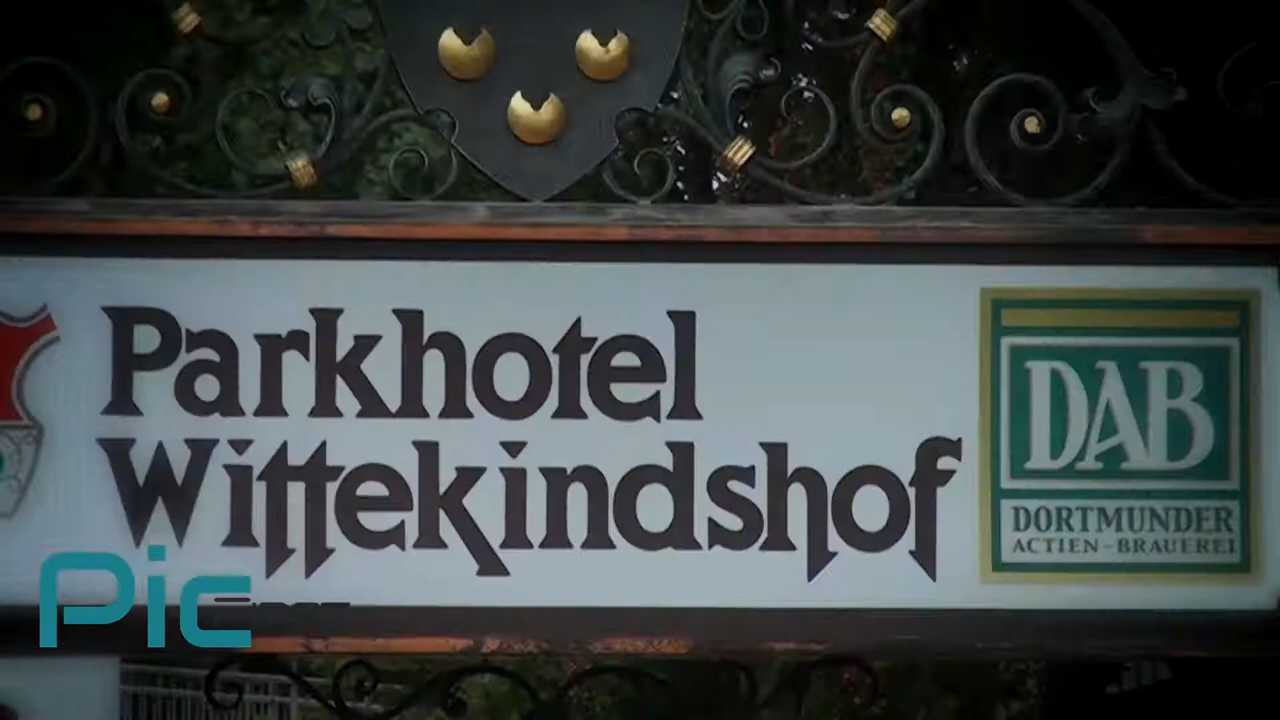 Parkhotel
Wittekindshof
DAB
DORTMUNDER
ACTIEN-BRAUEREI
Pic